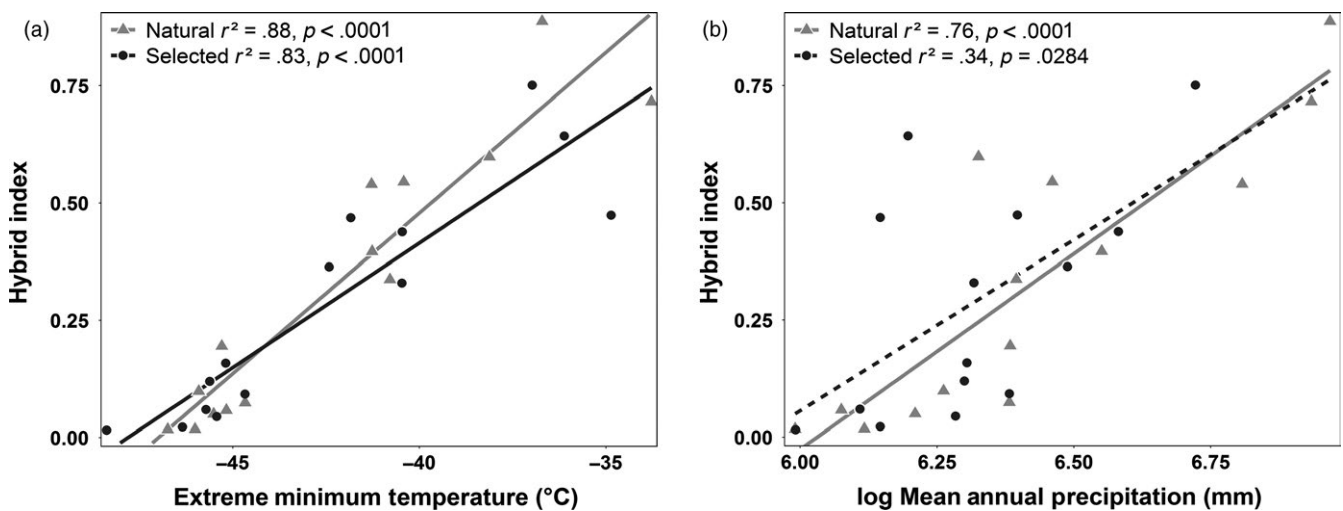 (a)
Natural r² = .88, p < .0001
Selected r² = .83, p < .0001
Hybrid index
0.75
0.50
0.25
0.00
−45
−40
−35
Extreme minimum temperature (°C)
(b)
Natural r² = .76, p < .0001
Selected r² = .34, p = .0284
Hybrid index
0.75
0.50
0.25
0.00
6.00
6.25
6.50
6.75
log Mean annual precipitation (mm)